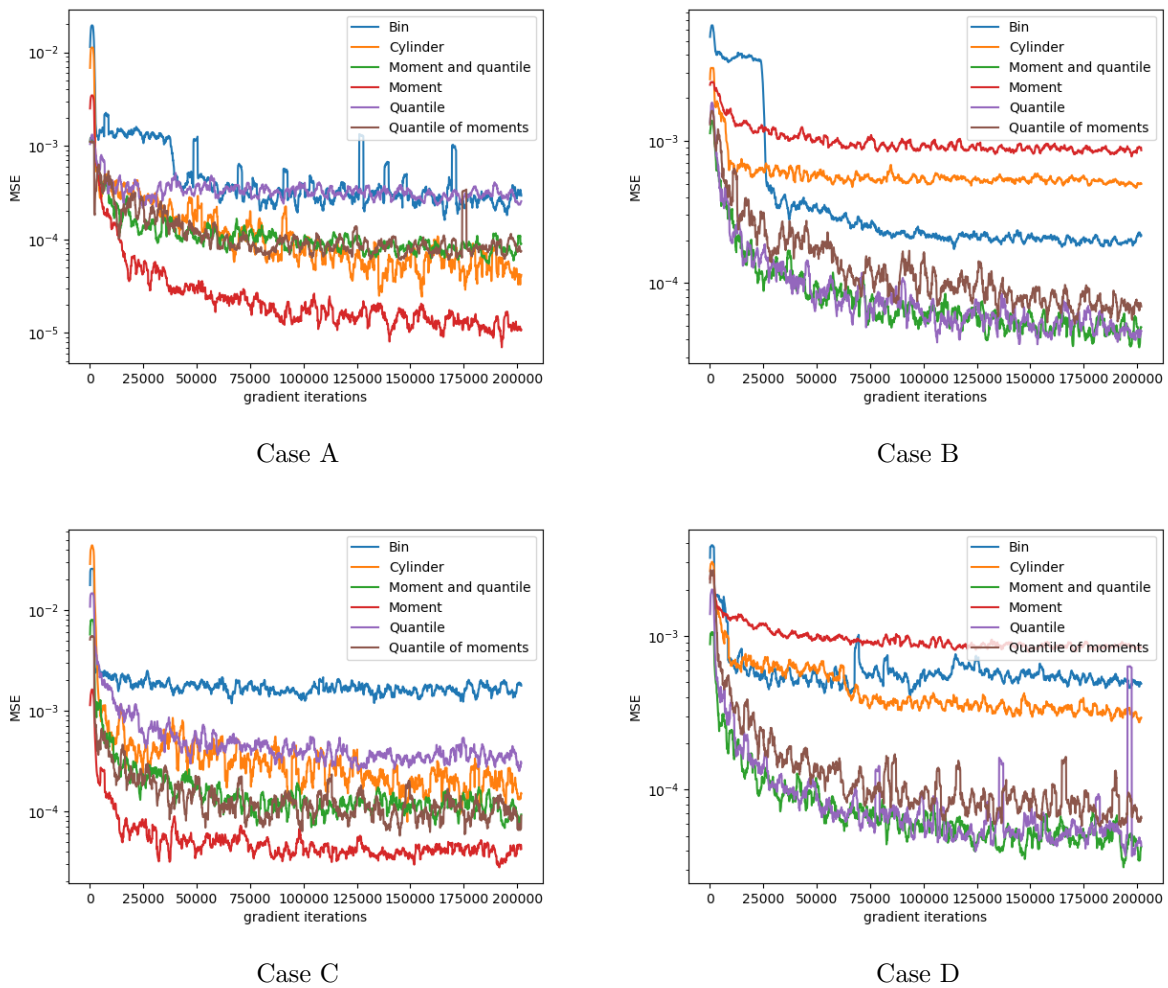 Bin
Cylinder
Moment and quantile
Moment
Quantile
Quantile of moments
10⁻²
10⁻³
10⁻⁴
10⁻⁵
MSE
0 25000 50000 75000 100000 125000 150000 175000 200000
gradient iterations
Case A
Bin
Cylinder
Moment and quantile
Moment
Quantile
Quantile of moments
10⁻³
10⁻⁴
MSE
0 25000 50000 75000 100000 125000 150000 175000 200000
gradient iterations
Case B
Bin
Cylinder
Moment and quantile
Moment
Quantile
Quantile of moments
10⁻²
10⁻³
10⁻⁴
MSE
0 25000 50000 75000 100000 125000 150000 175000 200000
gradient iterations
Case C
Bin
Cylinder
Moment and quantile
Moment
Quantile
Quantile of moments
10⁻³
10⁻⁴
MSE
0 25000 50000 75000 100000 125000 150000 175000 200000
gradient iterations
Case D